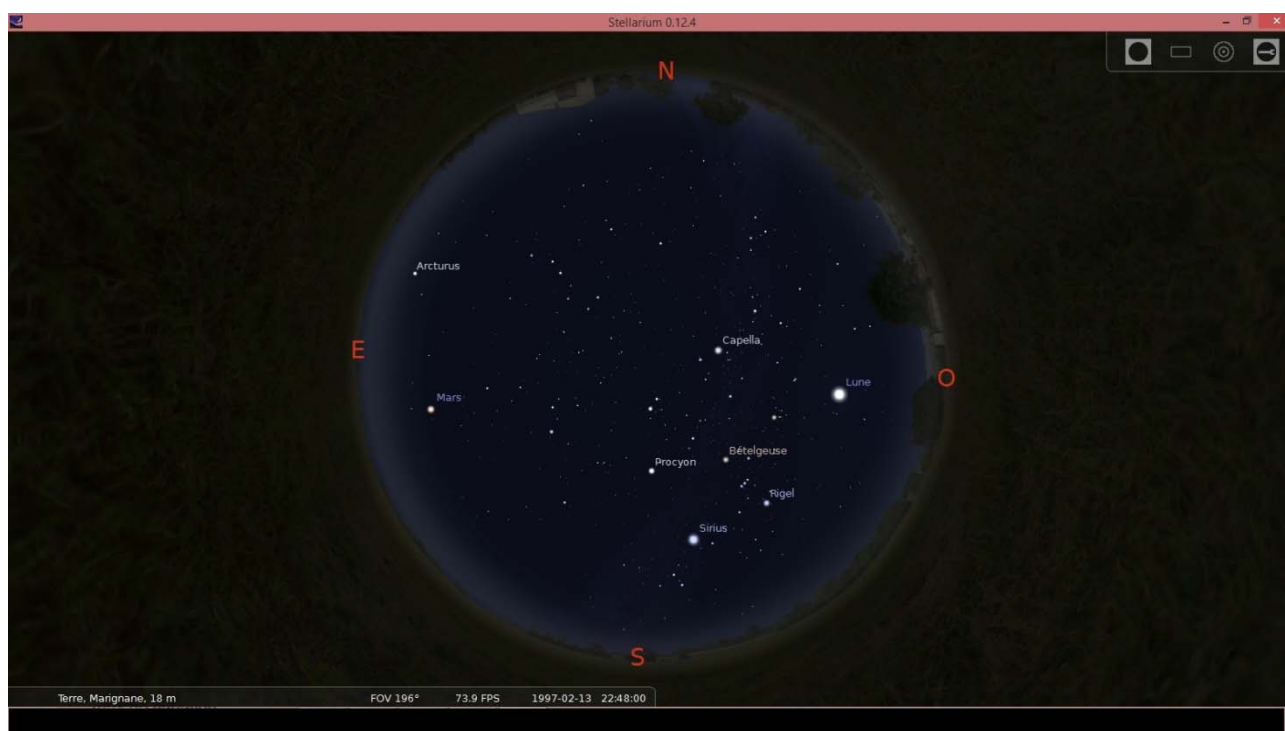 Stellarium 0.12.4
N
Arcturus
Capella
E
Lune
O
Mars
Bételgeuse
Procyon
Rigel
Sirius
S
Terre, Marignane, 18 m FOV 196° 73.9 FPS 1997-02-13 22:48:00